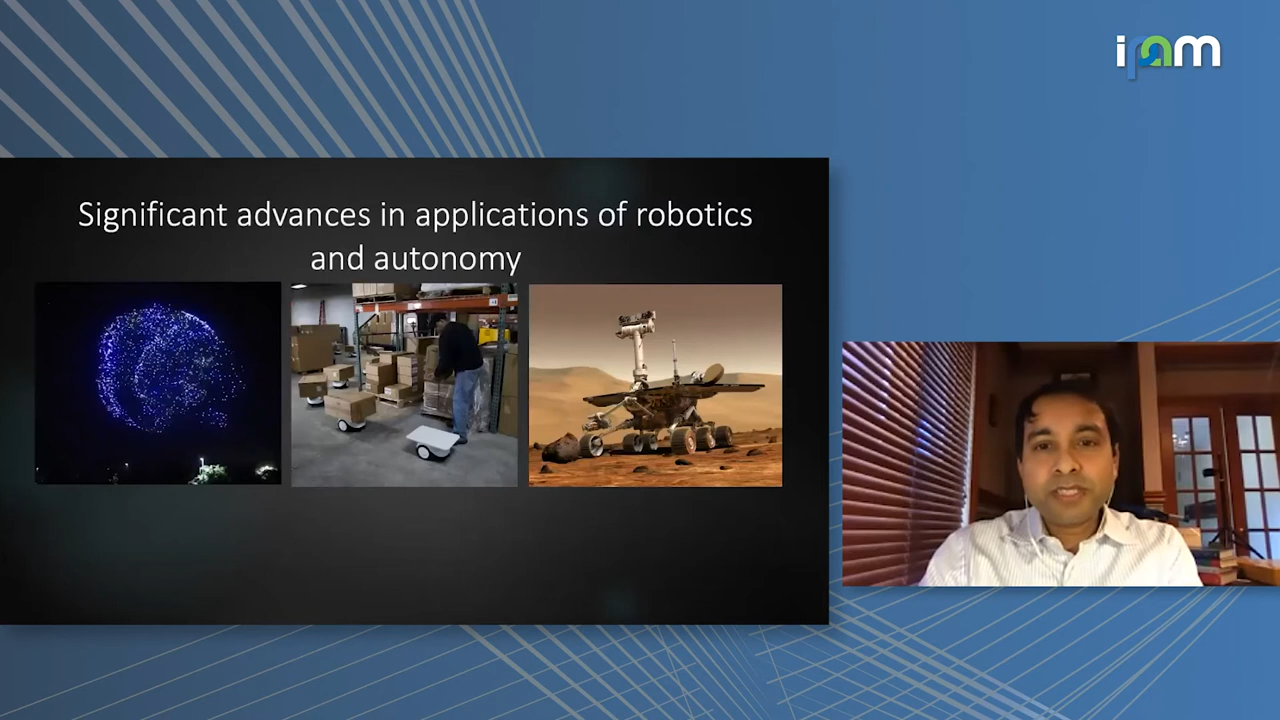 ipam
Significant advances in applications of robotics
and autonomy